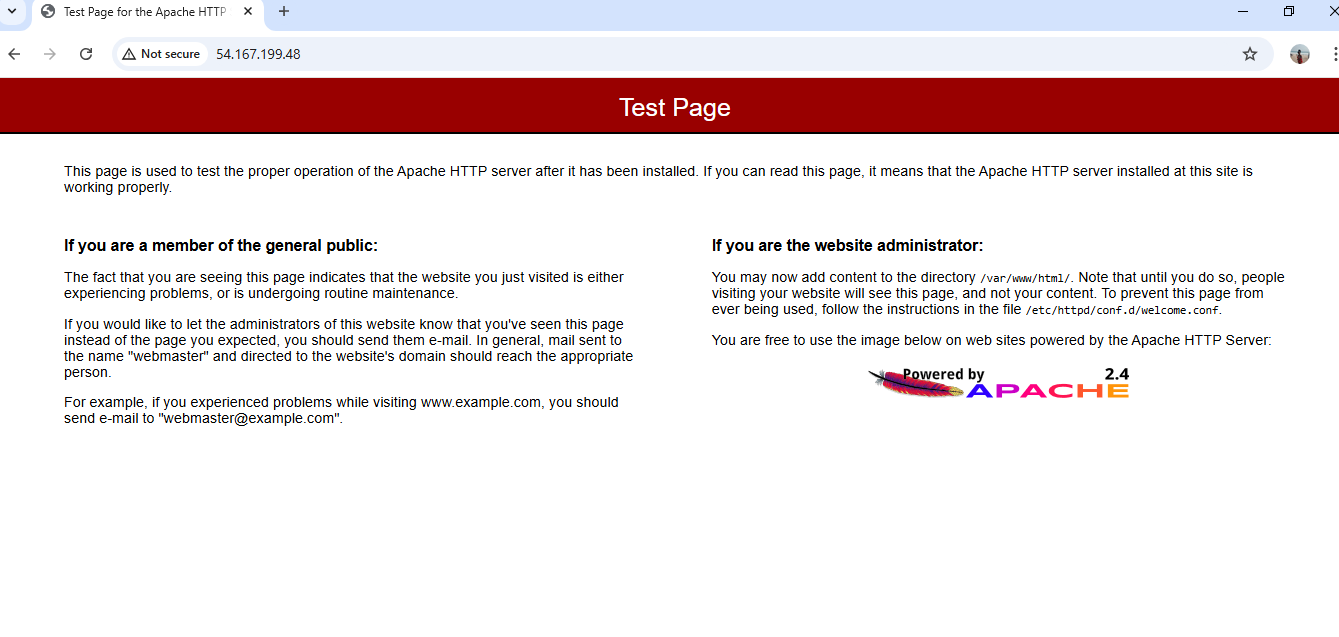 Test Page for the Apache HTTP
Not secure
54.167.199.48
Test Page
This page is used to test the proper operation of the Apache HTTP server after it has been installed. If you can read this page, it means that the Apache HTTP server installed at this site is
working properly.
If you are a member of the general public:
The fact that you are seeing this page indicates that the website you just visited is either
experiencing problems, or is undergoing routine maintenance.
If you would like to let the administrators of this website know that you've seen this page
instead of the page you expected, you should send them e-mail. In general, mail sent to
the name "webmaster" and directed to the website's domain should reach the appropriate
person.
For example, if you experienced problems while visiting www.example.com, you should
send e-mail to "webmaster@example.com".
If you are the website administrator:
You may now add content to the directory /var/www/html/. Note that until you do so, people
visiting your website will see this page, and not your content. To prevent this page from
ever being used, follow the instructions in the file /etc/httpd/conf.d/welcome.conf.
You are free to use the image below on web sites powered by the Apache HTTP Server:
Powered by 2.4
APACHE